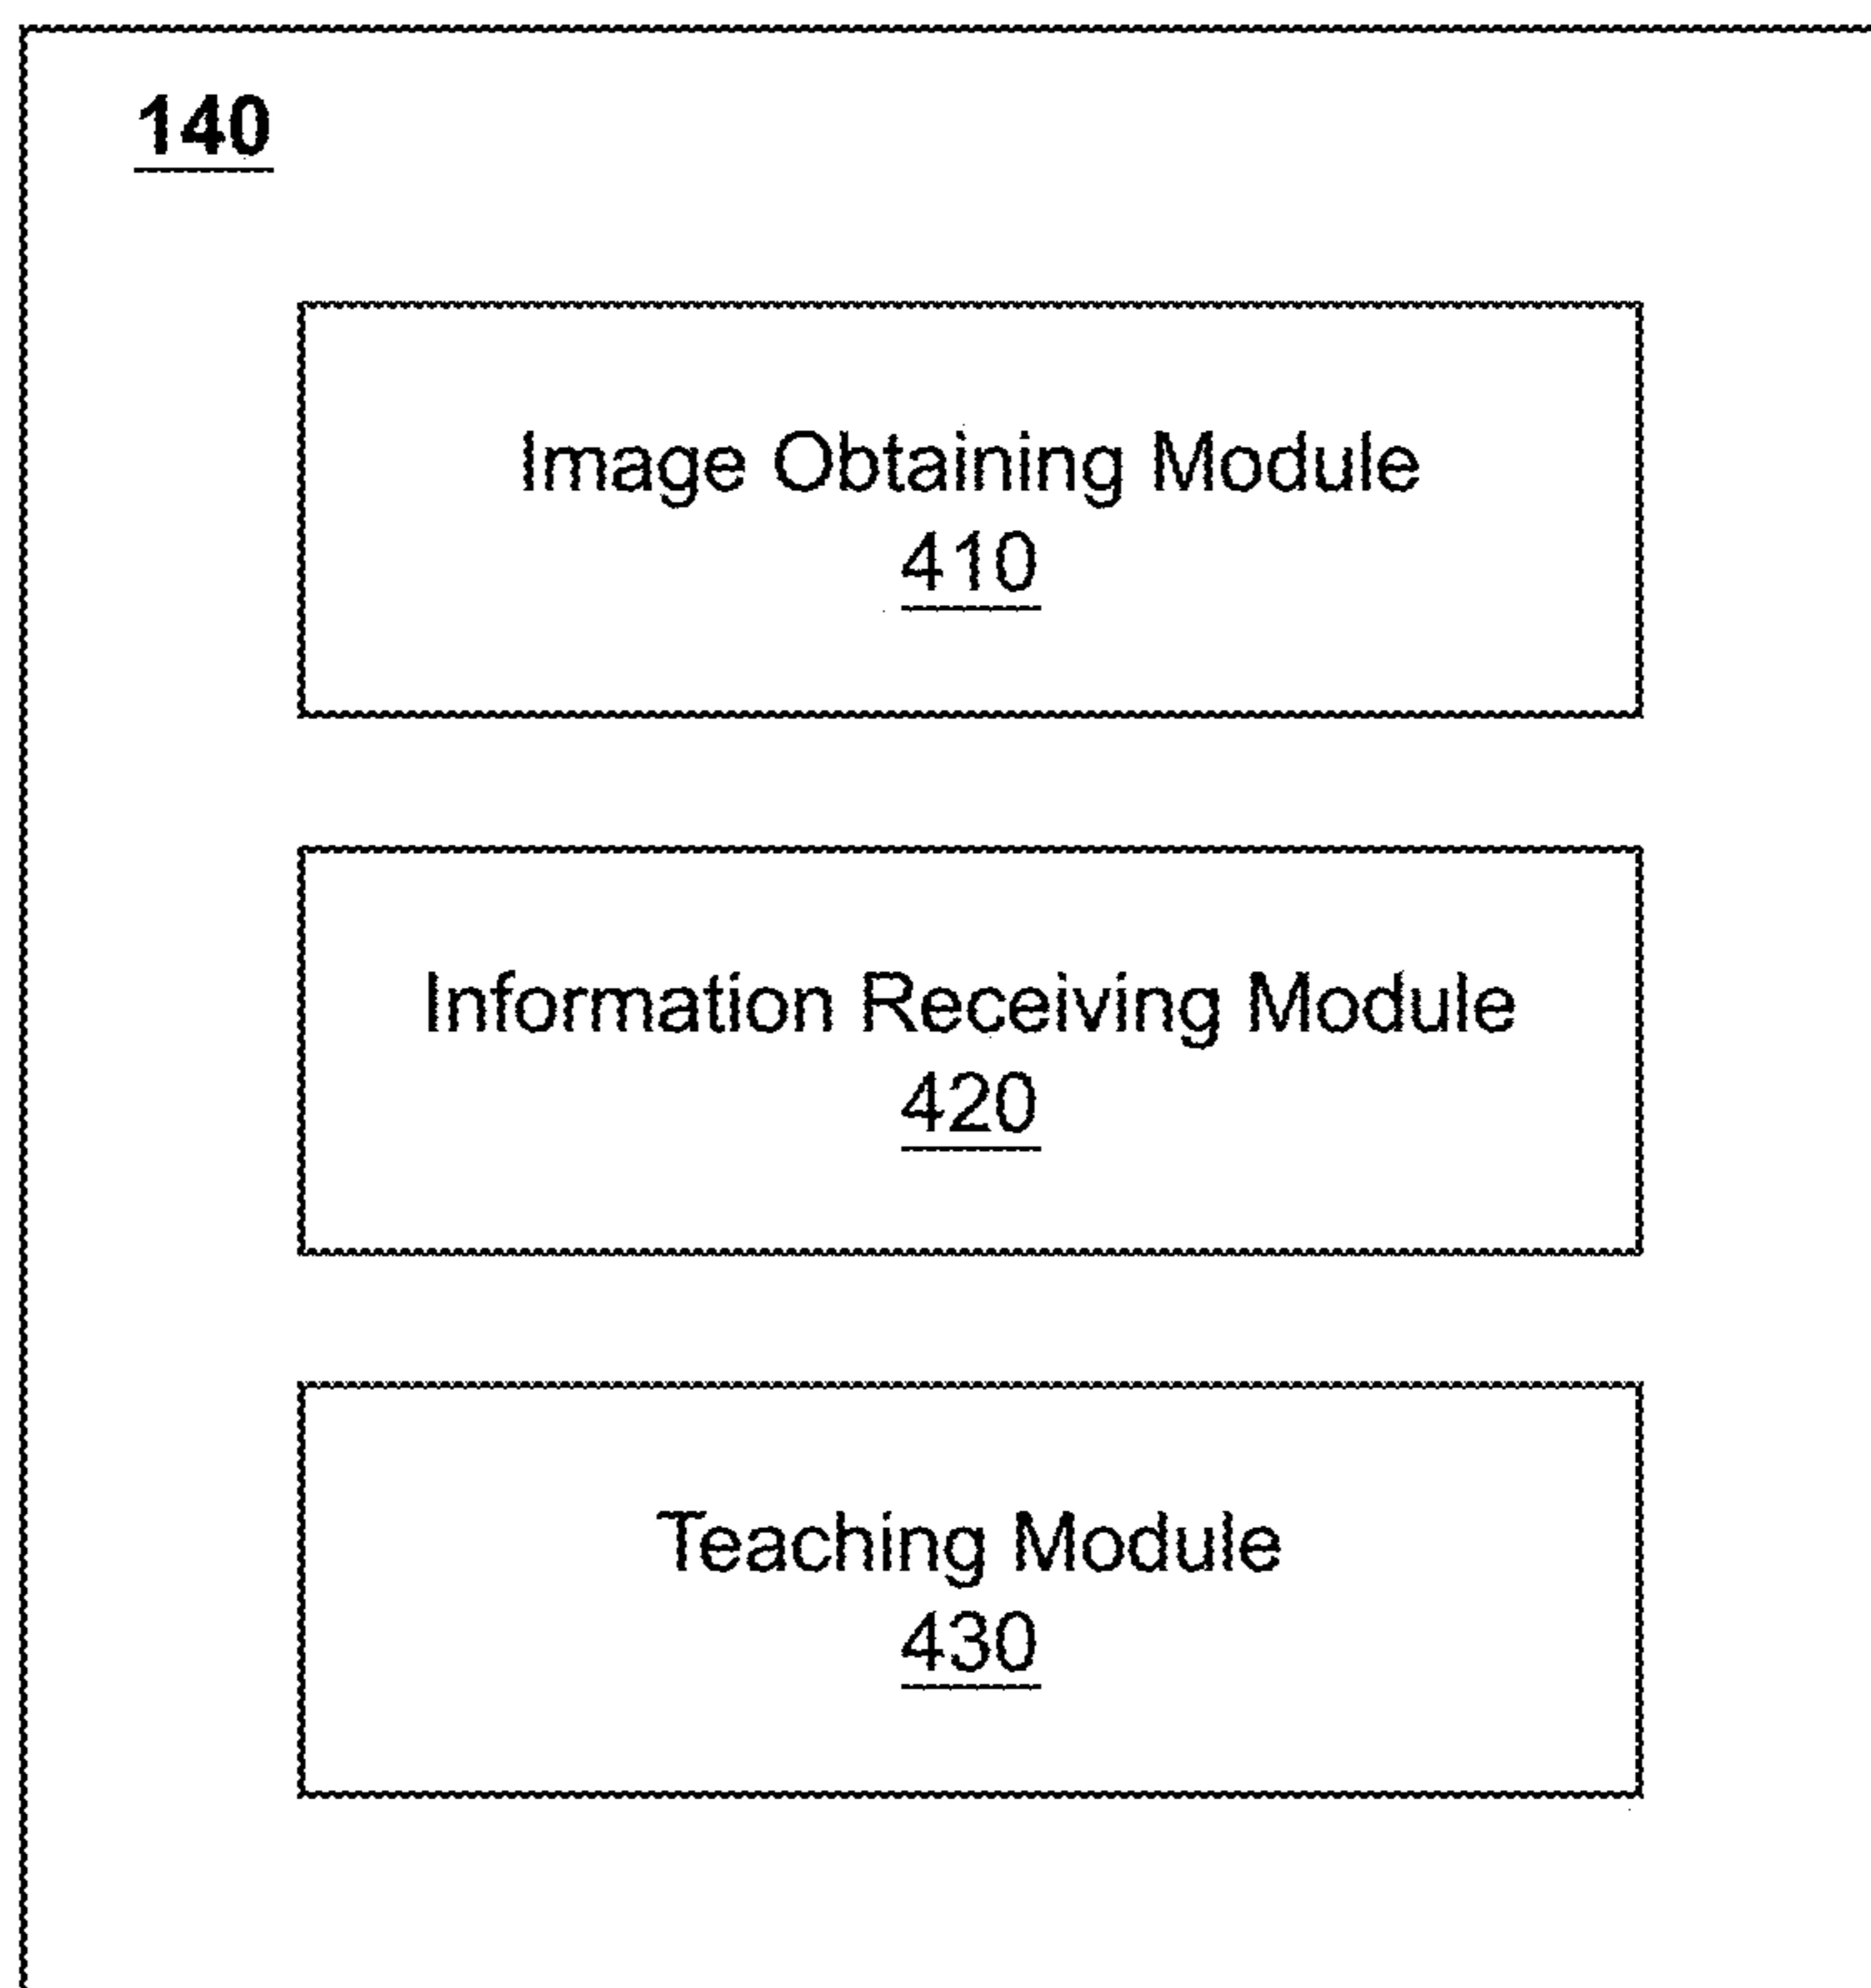 140
Image Obtaining Module
410
Information Receiving Module
420
Teaching Module
430